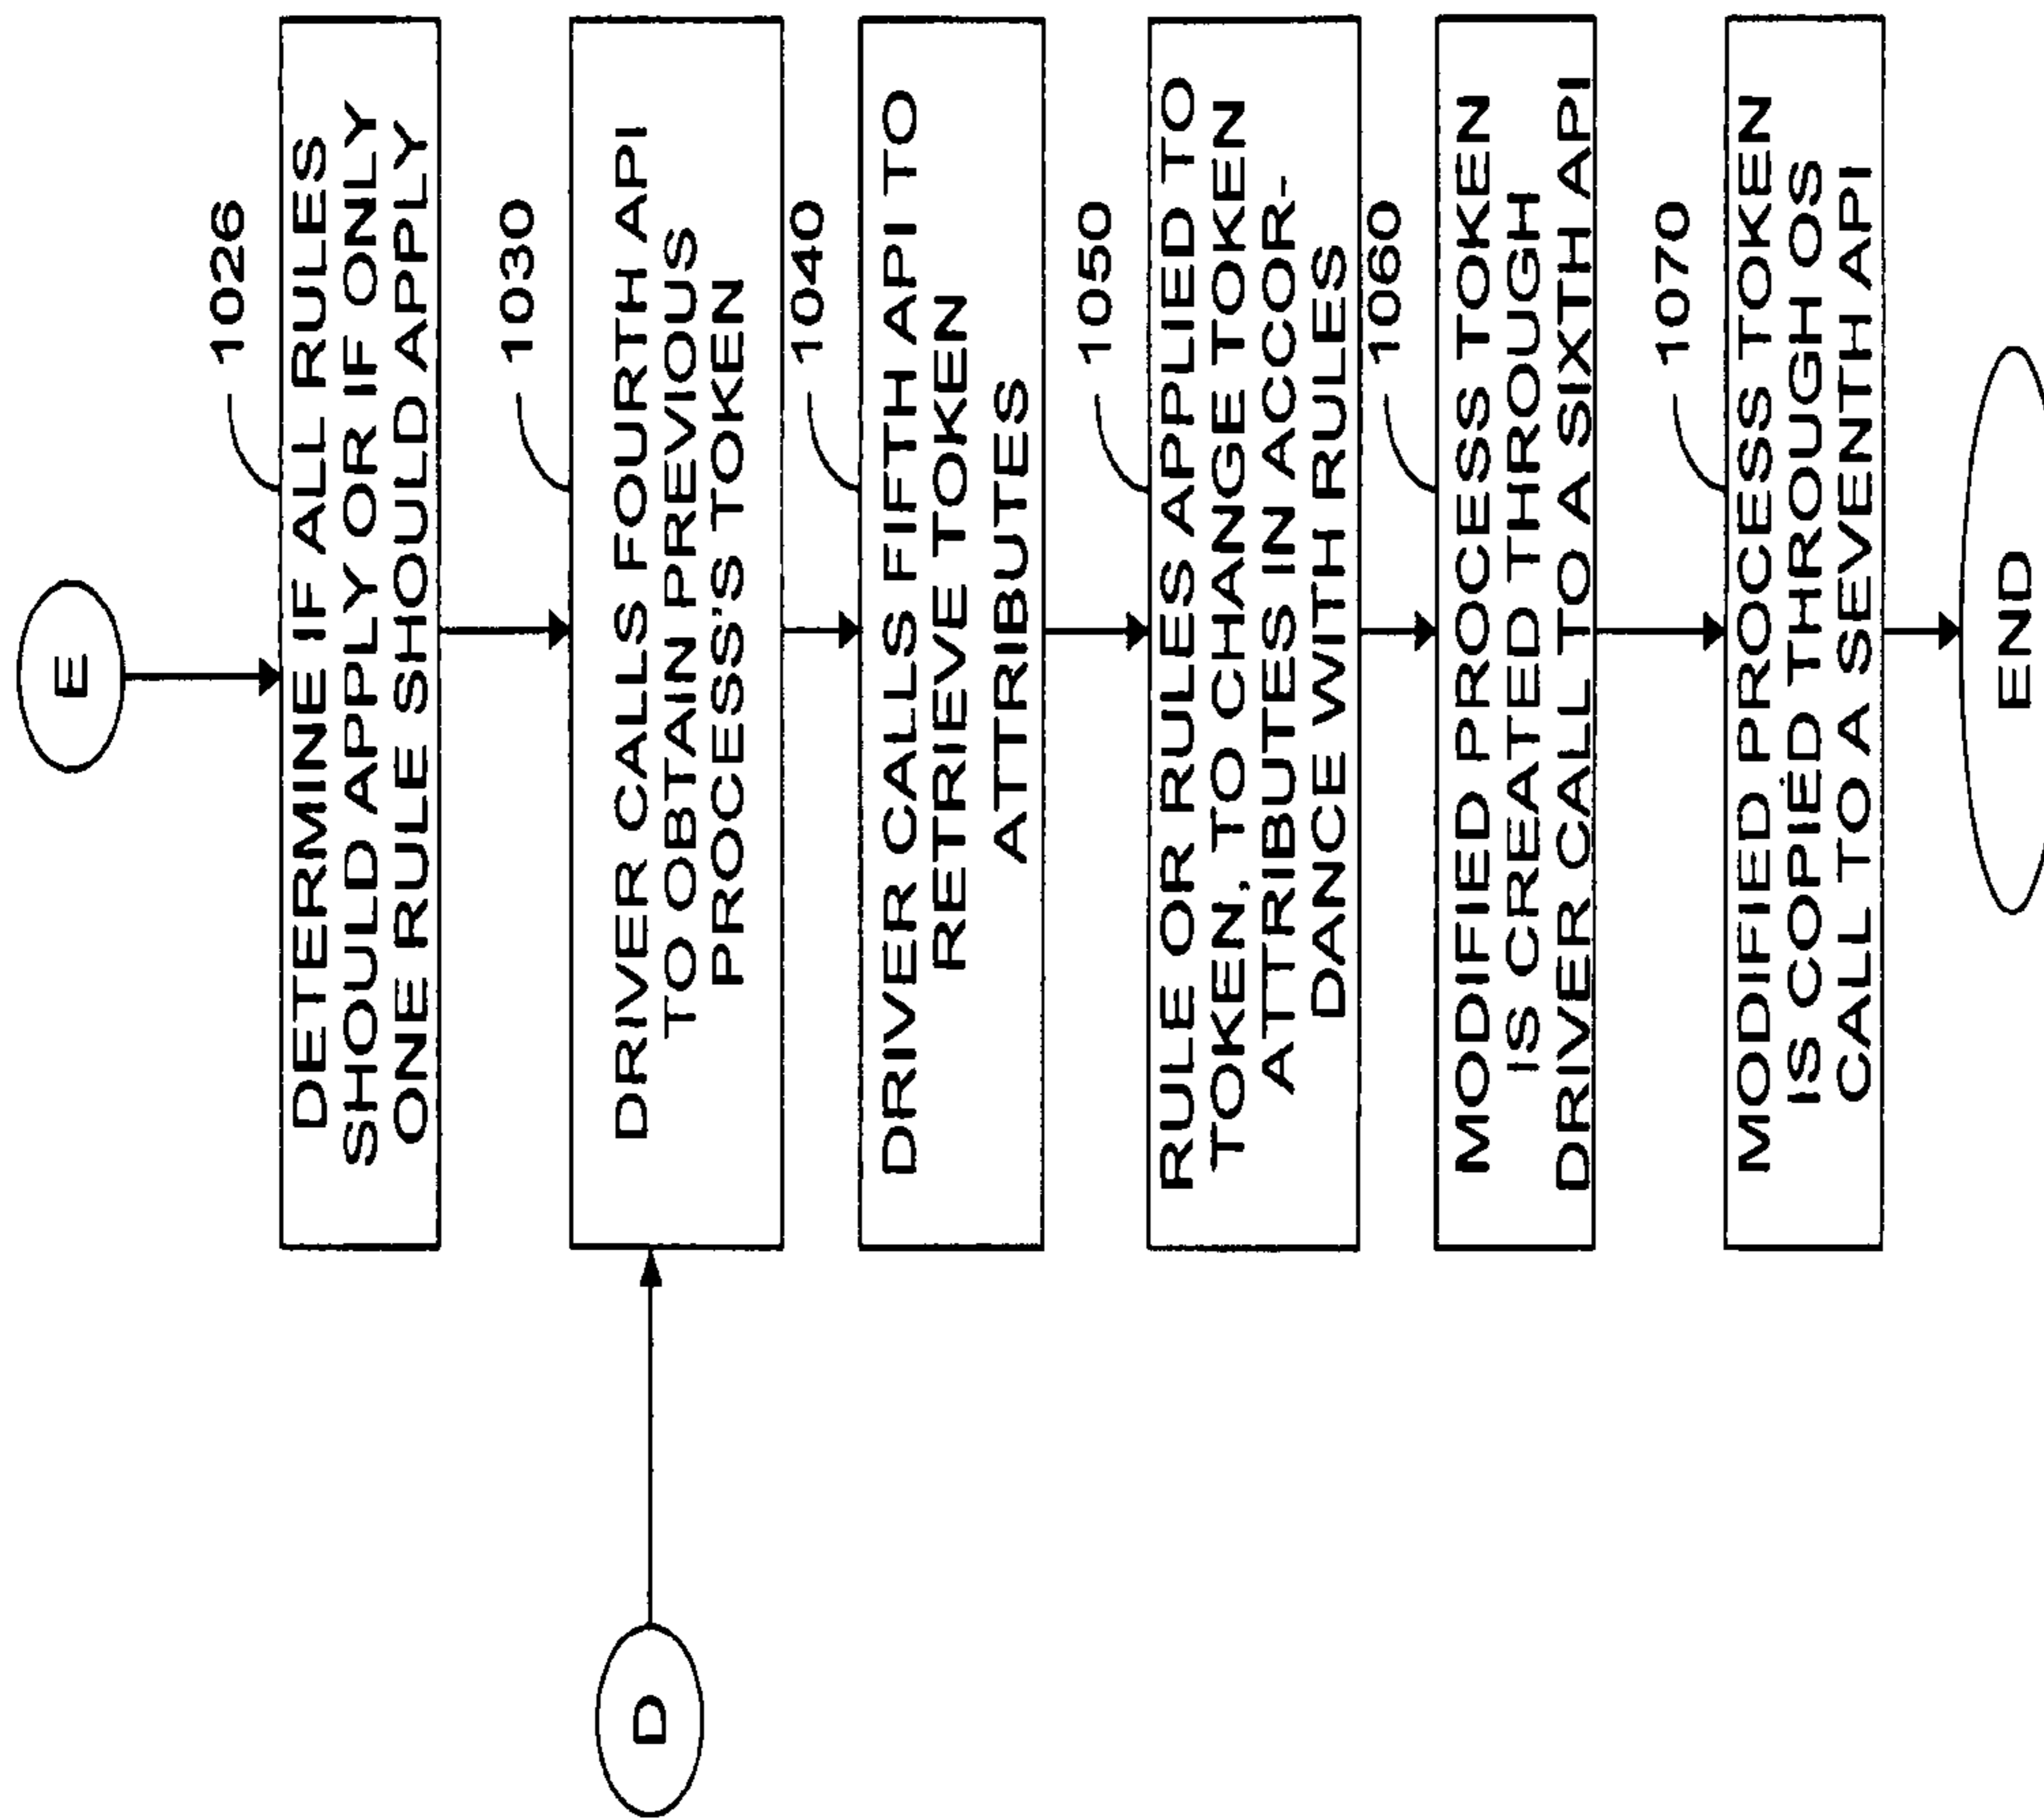 E
1026
DETERMINE IF ALL RULES
SHOULD APPLY OR IF ONLY
ONE RULE SHOULD APPLY
D
1030
DRIVER CALLS FOURTH API
TO OBTAIN PREVIOUS
PROCESS'S TOKEN
1040
DRIVER CALLS FIFTH API TO
RETRIEVE TOKEN
ATTRIBUTES
1050
RULE OR RULES APPLIED TO
TOKEN, TO CHANGE TOKEN
ATTRIBUTES IN ACCOR-
DANCE WITH RULES
1060
MODIFIED PROCESS TOKEN
IS CREATED THROUGH
DRIVER CALL TO A SIXTH API
1070
MODIFIED PROCESS TOKEN
IS COPIED THROUGH OS
CALL TO A SEVENTH API
END